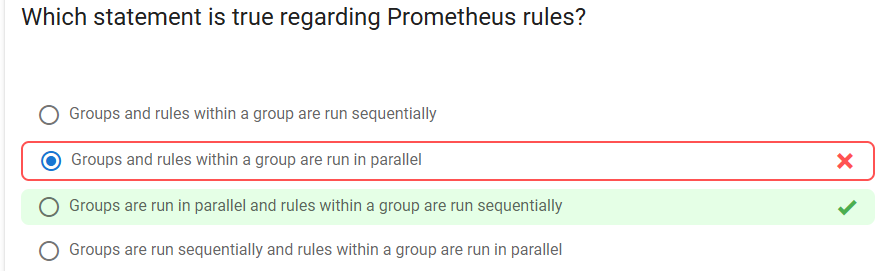 Which statement is true regarding Prometheus rules?
Groups and rules within a group are run sequentially
Groups and rules within a group are run in parallel
Groups are run in parallel and rules within a group are run sequentially
Groups are run sequentially and rules within a group are run in parallel